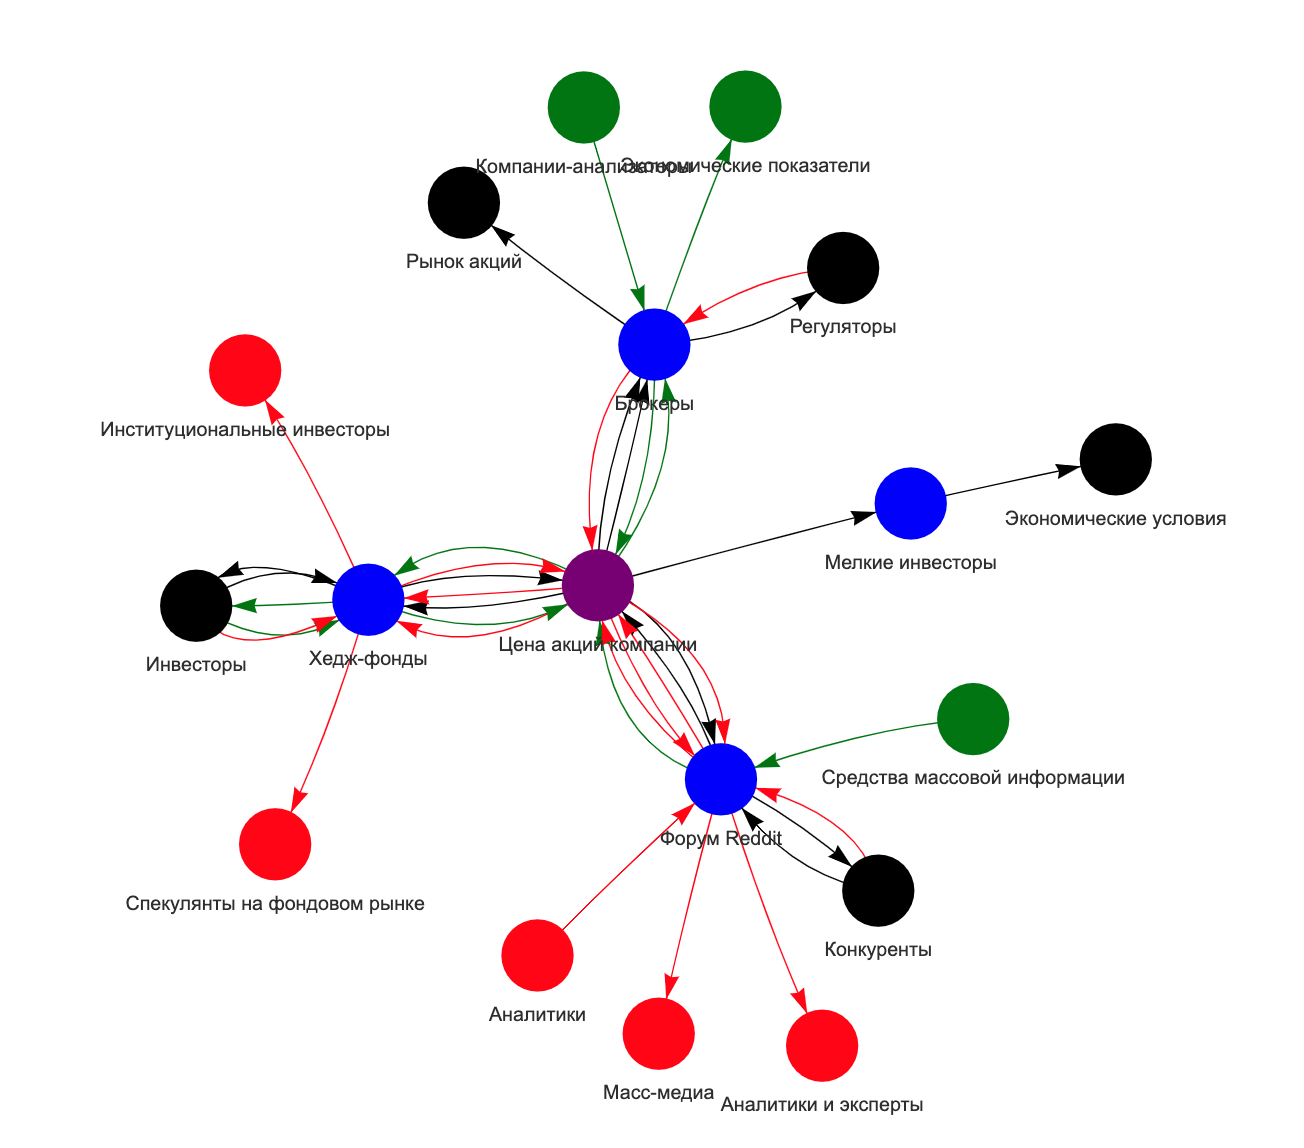 Компании-анализаторы
Экономические показатели
Рынок акций
Регуляторы
Брокеры
Институциональные инвесторы
Экономические условия
Мелкие инвесторы
Инвесторы
Хедж-фонды
Цена акций компании
Средства массовой информации
Форум Reddit
Спекулянты на фондовом рынке
Конкуренты
Аналитики
Масс-медиа
Аналитики и эксперты